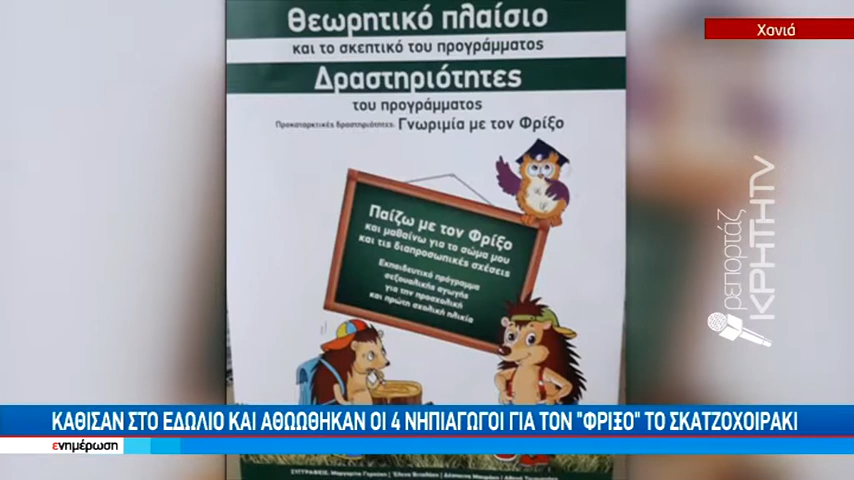 Θεωρητικό πλαίσιο
και το σκεπτικό του προγράμματος
Χανιά
Δραστηριότητες
του προγράμματος
Προκαταρκτικές δραστηριότητες: Γνωριμία με τον Φρίξο
Παίζω με τον Φρίξο
και μαθαίνω για το σώμα μου
και τις διαπροσωπικές σχέσεις
Εκπαιδευτικό πρόγραμμα
σεξουαλικής αγωγής
για την προσχολική
και πρώτη σχολική ηλικία
ρεπορτάζ
ΚΡΗΤΗTV
ΚΑΘΙΣΑΝ ΣΤΟ ΕΔΩΛΙΟ ΚΑΙ ΑΘΩΩΘΗΚΑΝ ΟΙ 4 ΝΗΠΙΑΓΩΓΟΙ ΓΙΑ ΤΟΝ "ΦΡΙΞΟ" ΤΟ ΣΚΑΤΖΟΧΟΙΡΑΚΙ
ενημέρωση
ΣΥΓΓΡΑΦΕΙΣ: Μαργαρίτα